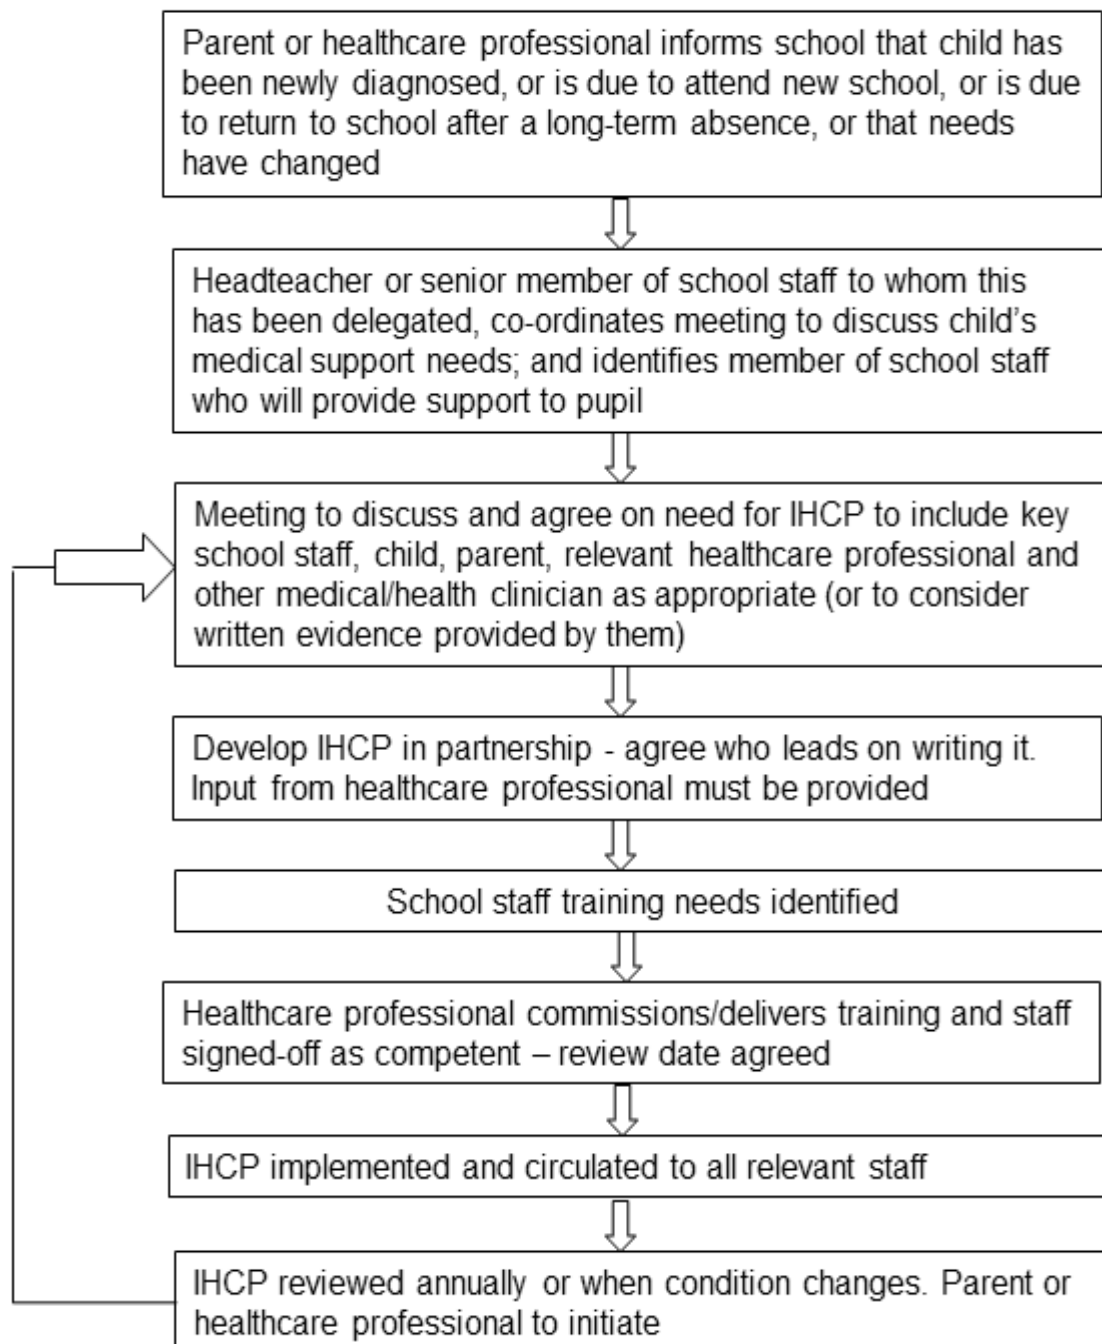 Parent or healthcare professional informs school that child has
been newly diagnosed, or is due to attend new school, or is due
to return to school after a long-term absence, or that needs
have changed
Headteacher or senior member of school staff to whom this
has been delegated, co-ordinates meeting to discuss child's
medical support needs; and identifies member of school staff
who will provide support to pupil
Meeting to discuss and agree on need for IHCP to include key
school staff, child, parent, relevant healthcare professional and
other medical/health clinician as appropriate (or to consider
written evidence provided by them)
Develop IHCP in partnership - agree who leads on writing it.
Input from healthcare professional must be provided
School staff training needs identified
Healthcare professional commissions/delivers training and staff
signed-off as competent – review date agreed
IHCP implemented and circulated to all relevant staff
IHCP reviewed annually or when condition changes. Parent or
healthcare professional to initiate